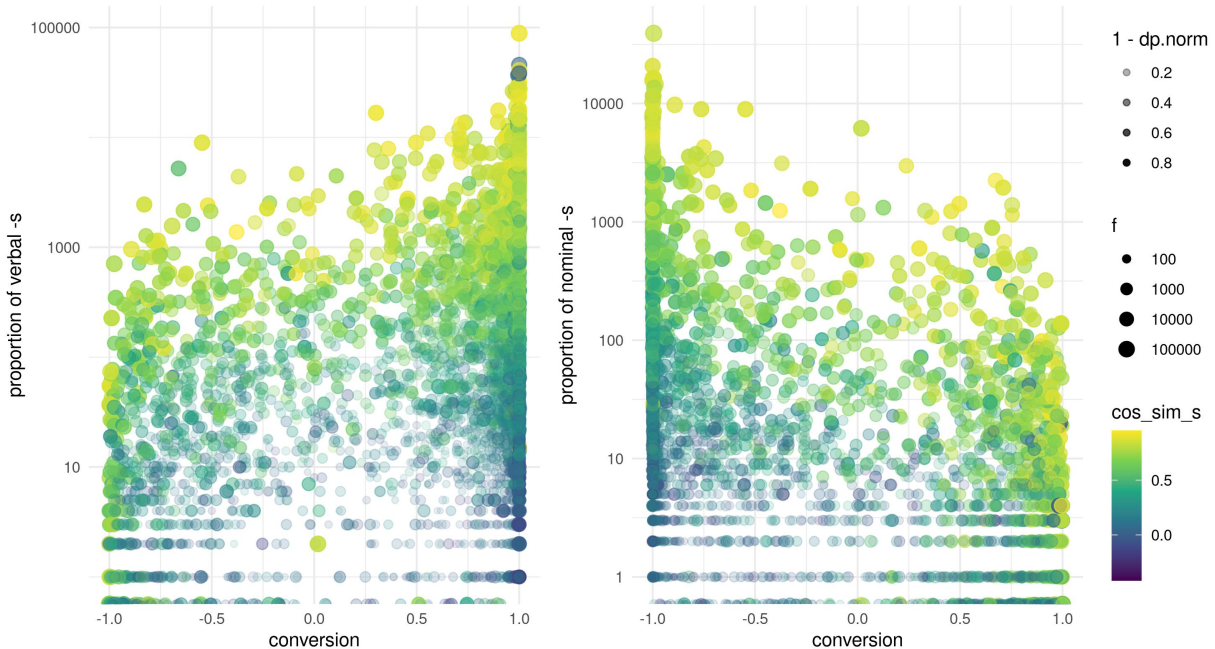 100000
1000
10
proportion of verbal -s
-1.0 -0.5 0.0 0.5 1.0
conversion
10000
1000
100
10
1
proportion of nominal -s
-1.0 -0.5 0.0 0.5 1.0
conversion
1 - dp.norm
0.2
0.4
0.6
0.8
f
100
1000
10000
100000
cos_sim_s
0.5
0.0